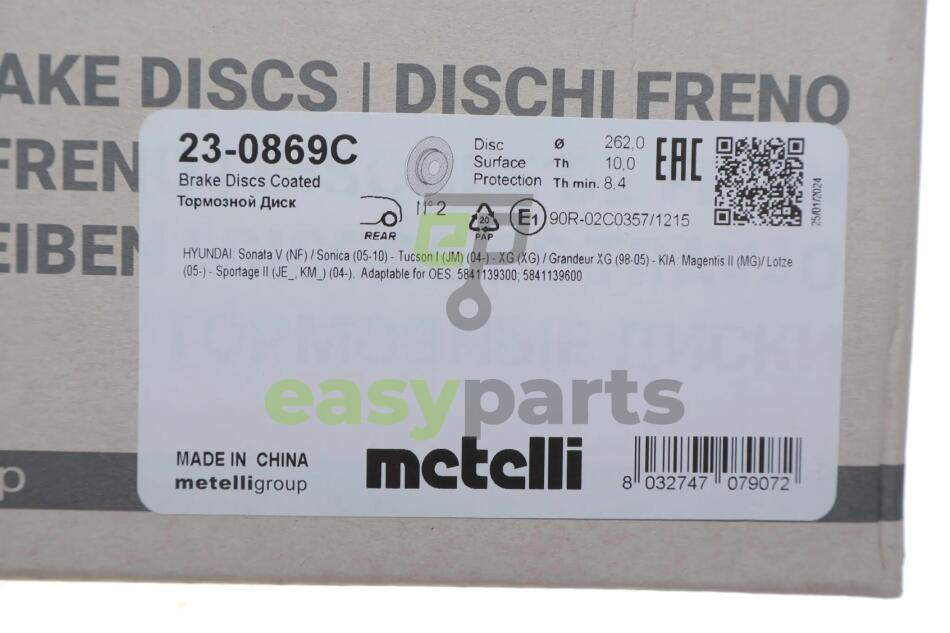 AKE DISCS | DISCHI FRENO
FREN
EIBEN
23-0869C
Brake Discs Coated
Тормозной Диск
Disc Ø 262,0
Surface Th 10,0
Protection Th min. 8,4
EAC
25/01/2024
REAR
N°2
20
PAP
E1 90R-02C0357/1215
HYUNDAI: Sonata V (NF) / Sonica (05-10) - Tucson I (JM) (04-) - XG (XG) / Grandeur XG (98-05) - KIA: Magentis II (MG)/ Lotze
(05-) - Sportage II (JE_, KM_) (04-). Adaptable for OES: 5841139300; 5841139600
ТОРМОЗНЫЕ ДИСКИ
easyparts
MADE IN CHINA
metelligroup
metelli
8 032747 079072
p